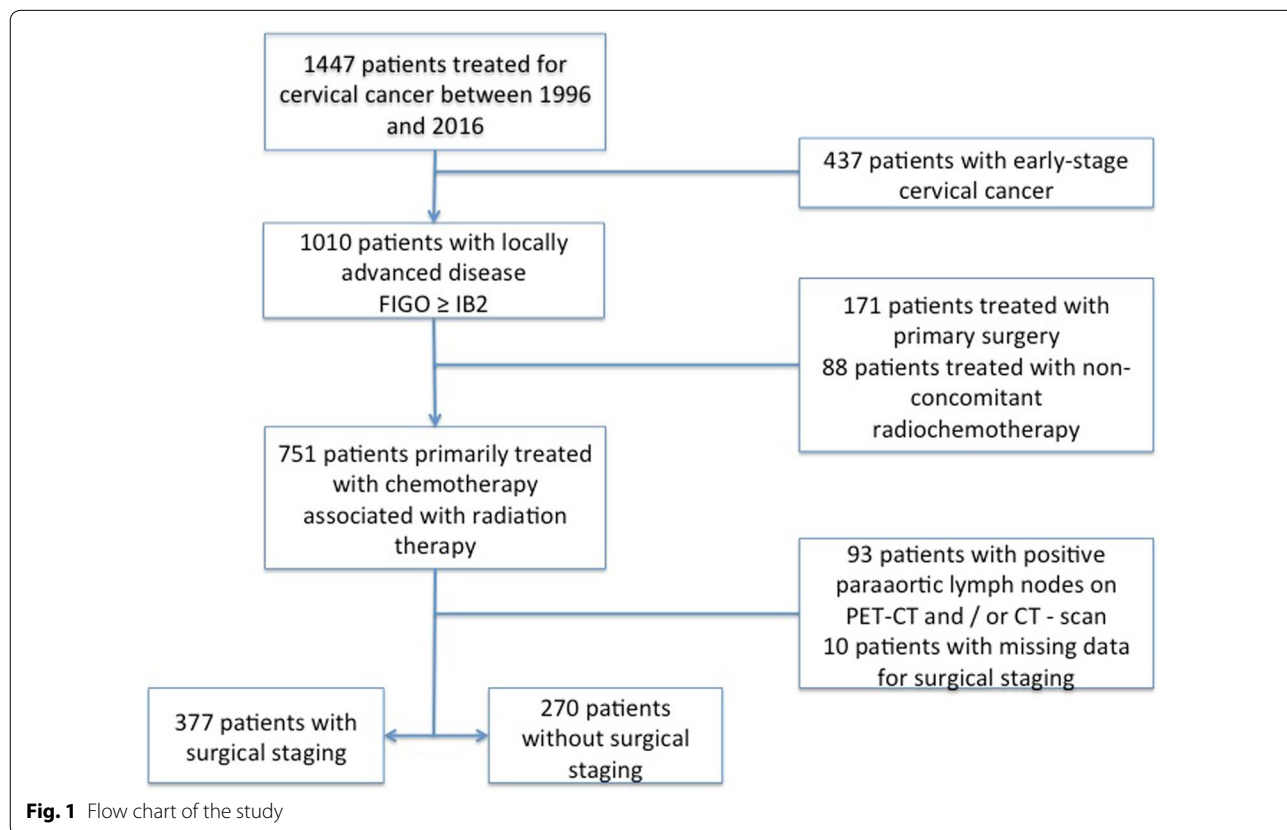 1447 patients treated for
cervical cancer between 1996
and 2016
437 patients with early-stage
cervical cancer
1010 patients with locally
advanced disease
FIGO ≥ IB2
171 patients treated with
primary surgery
88 patients treated with non-
concomitant
radiochemotherapy
751 patients primarily treated
with chemotherapy
associated with radiation
therapy
93 patients with positive
paraaortic lymph nodes on
PET-CT and / or CT - scan
10 patients with missing data
for surgical staging
377 patients with
surgical staging
270 patients
without surgical
staging
Fig. 1 Flow chart of the study